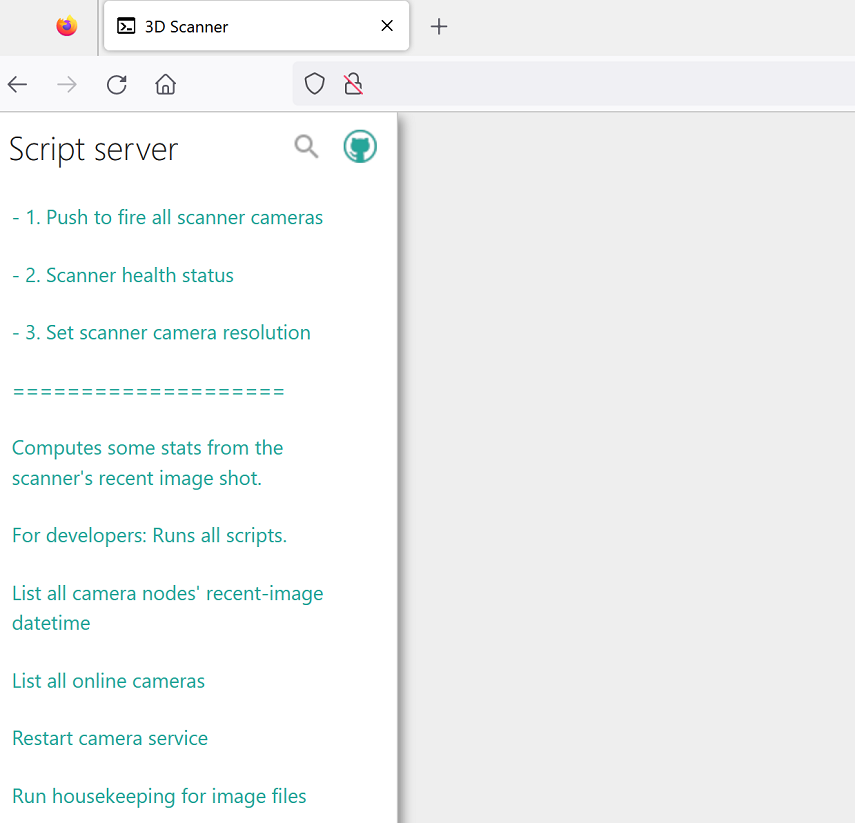 3D Scanner
Script server
- 1. Push to fire all scanner cameras
- 2. Scanner health status
- 3. Set scanner camera resolution
====================
Computes some stats from the
scanner's recent image shot.
For developers: Runs all scripts.
List all camera nodes' recent-image
datetime
List all online cameras
Restart camera service
Run housekeeping for image files